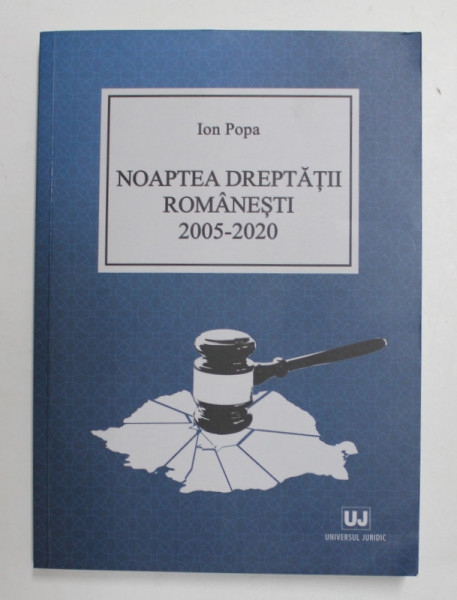 Ion Popa
NOAPTEA DREPTĂȚII
ROMÂNEȘTI
2005-2020
UJ
UNIVERSUL JURIDIC